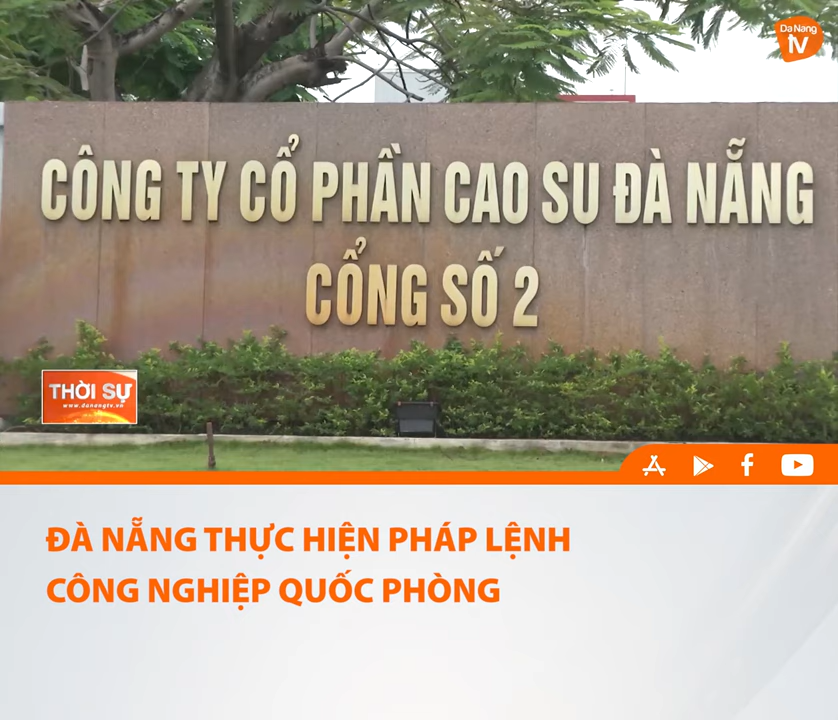 Da Nang
tv
CÔNG TY CỔ PHẦN CAO SU ĐÀ NẴNG
CỔNG SỐ 2
THỜI SỰ
www.danangtv.vn
ĐÀ NẴNG THỰC HIỆN PHÁP LỆNH
CÔNG NGHIỆP QUỐC PHÒNG